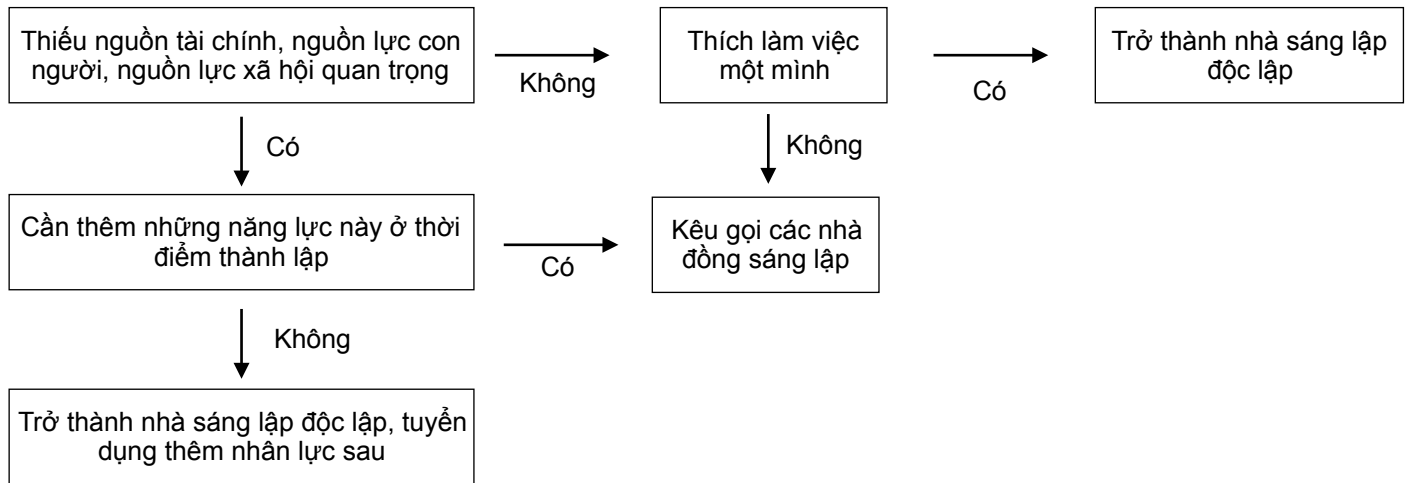 Thiếu nguồn tài chính, nguồn lực con
người, nguồn lực xã hội quan trọng
Không
Thích làm việc
một mình
Có
Trở thành nhà sáng lập
độc lập
Có
Không
Cần thêm những năng lực này ở thời
điểm thành lập
Có
Kêu gọi các nhà
đồng sáng lập
Không
Trở thành nhà sáng lập độc lập, tuyển
dụng thêm nhân lực sau